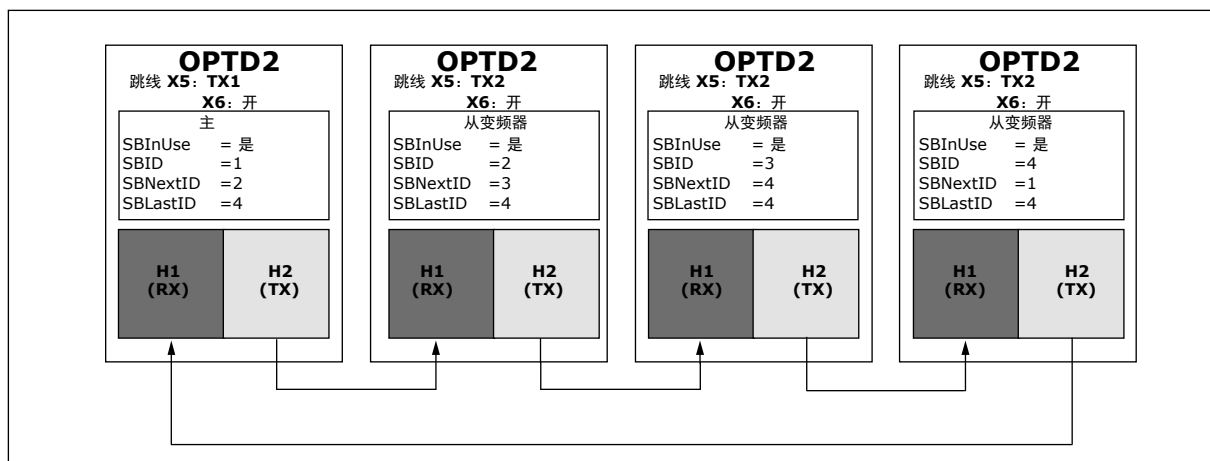 OPTD2
跳线 X5：TX1
X6：开
主
SBInUse = 是
SBID =1
SBNextID =2
SBLastID =4
H1
(RX)
H2
(TX)
OPTD2
跳线 X5：TX2
X6：开
从变频器
SBInUse = 是
SBID =2
SBNextID =3
SBLastID =4
H1
(RX)
H2
(TX)
OPTD2
跳线 X5：TX2
X6：开
从变频器
SBInUse = 是
SBID =3
SBNextID =4
SBLastID =4
H1
(RX)
H2
(TX)
OPTD2
跳线 X5：TX2
X6：开
从变频器
SBInUse = 是
SBID =4
SBNextID =1
SBLastID =4
H1
(RX)
H2
(TX)